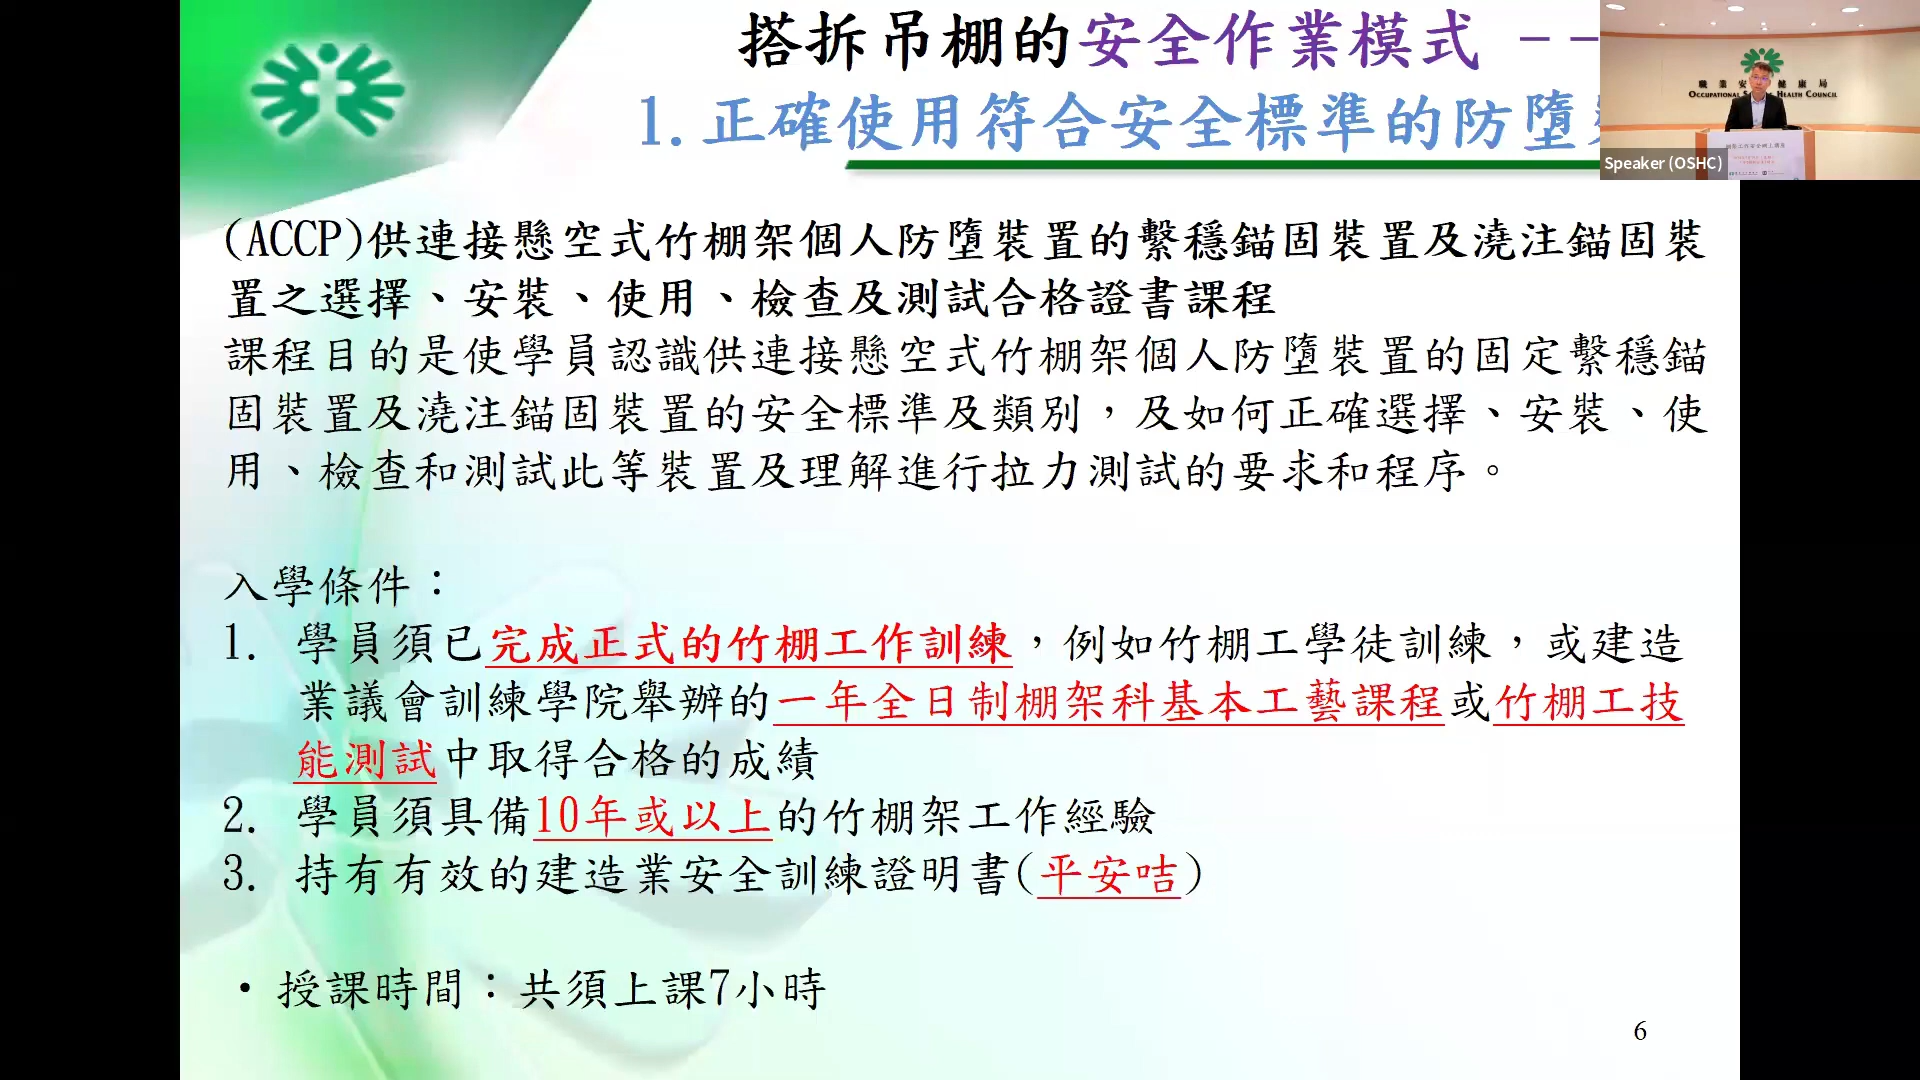 搭拆吊棚的安全作業模式 --
1.正確使用符合安全標準的防墮
職業安 健康局
Occupational S Health Council
Speaker (OSHC)
(ACCP)供連接懸空式竹棚架個人防墮裝置的繫穩錨固裝置及澆注錨固裝
置之選擇、安裝、使用、檢查及測試合格證書課程
課程目的是使學員認識供連接懸空式竹棚架個人防墮裝置的固定繫穩錨
固裝置及澆注錨固裝置的安全標準及類別，及如何正確選擇、安裝、使
用、檢查和測試此等裝置及理解進行拉力測試的要求和程序。
入學條件：
1. 學員須已完成正式的竹棚工作訓練，例如竹棚工學徒訓練，或建造
業議會訓練學院舉辦的一年全日制棚架科基本工藝課程或竹棚工技
能測試中取得合格的成績
2. 學員須具備10年或以上的竹棚架工作經驗
3. 持有有效的建造業安全訓練證明書(平安咭)
•授課時間：共須上課7小時
6